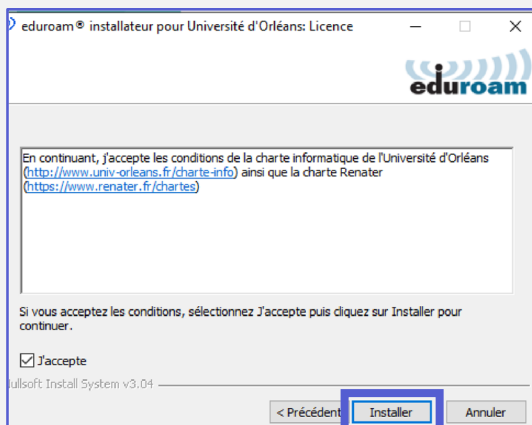 eduroam® installateur pour Université d'Orléans: Licence
eduroam
En continuant, j'accepte les conditions de la charte informatique de l'Université d'Orléans
(http://www.univ-orleans.fr/charte-info) ainsi que la charte Renater
(https://www.renater.fr/chartes)
Si vous acceptez les conditions, sélectionnez J'accepte puis cliquez sur Installer pour
continuer.
J'accepte
ullsoft Install System v3.04
< Précédent Installer Annuler